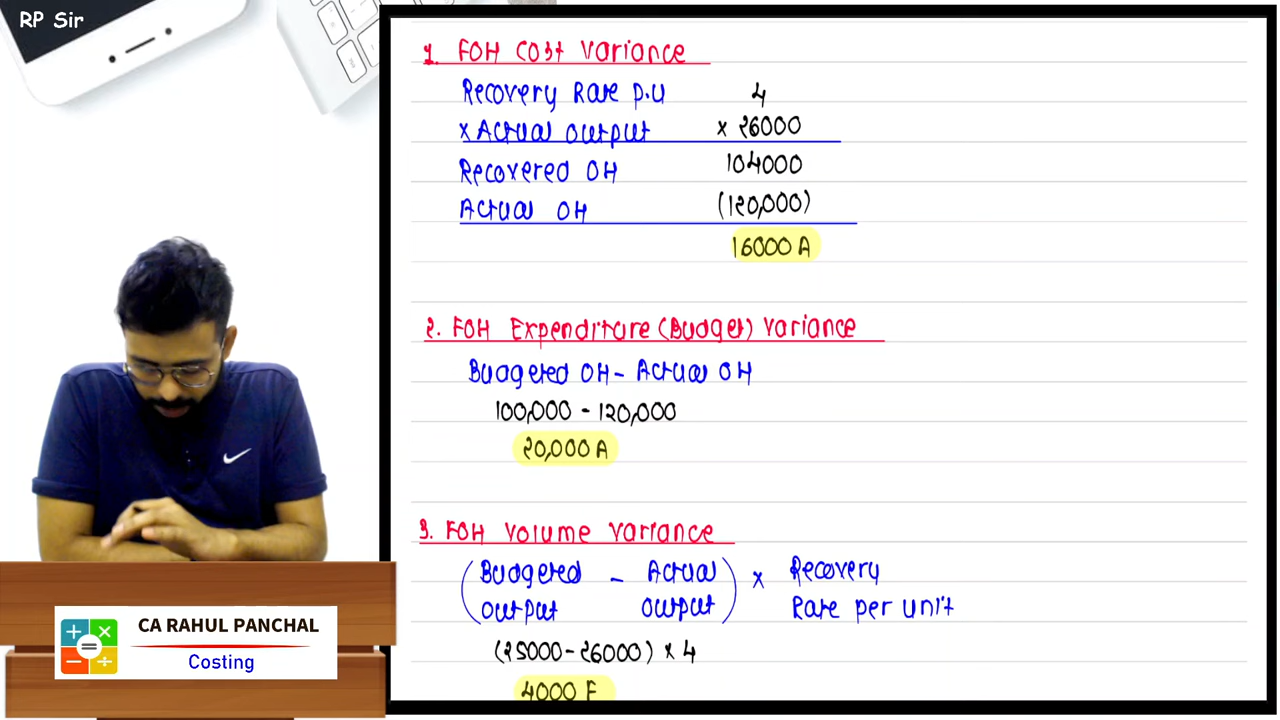 RP Sir
1. FOH Cost Variance
Recovery Rate p.u 4
x Actual output x 26000
Recovered OH 104000
Actual OH (120,000)
16000 A
2. FOH Expenditure (Budget) Variance
Budgeted OH - Actual OH
100,000 - 120,000
20,000 A
3. FOH Volume Variance
(Budgeted output - Actual output) x Recovery Rate per unit
(25000 - 26000) x 4
4000 F
CA RAHUL PANCHAL
Costing